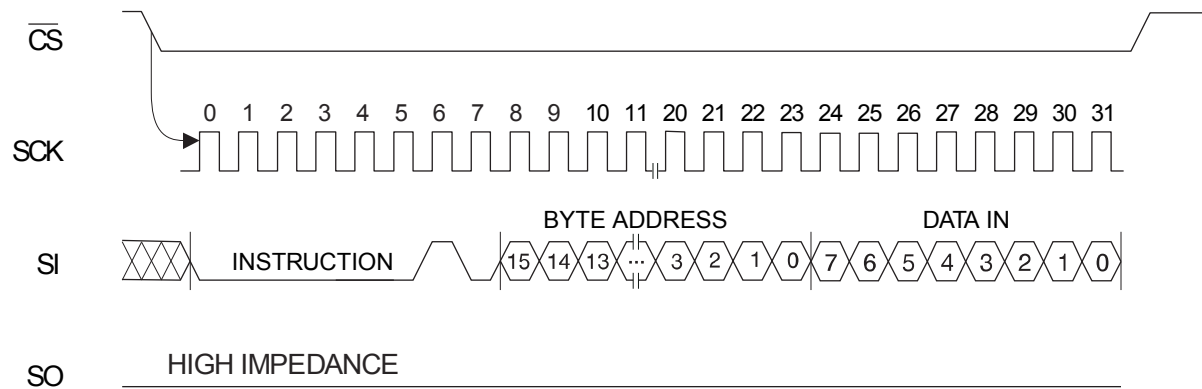 CS
0 1 2 3 4 5 6 7 8 9 10 11 20 21 22 23 24 25 26 27 28 29 30 31
SCK
BYTE ADDRESS DATA IN
SI INSTRUCTION 15 14 13 ... 3 2 1 0 7 6 5 4 3 2 1 0
HIGH IMPEDANCE
SO